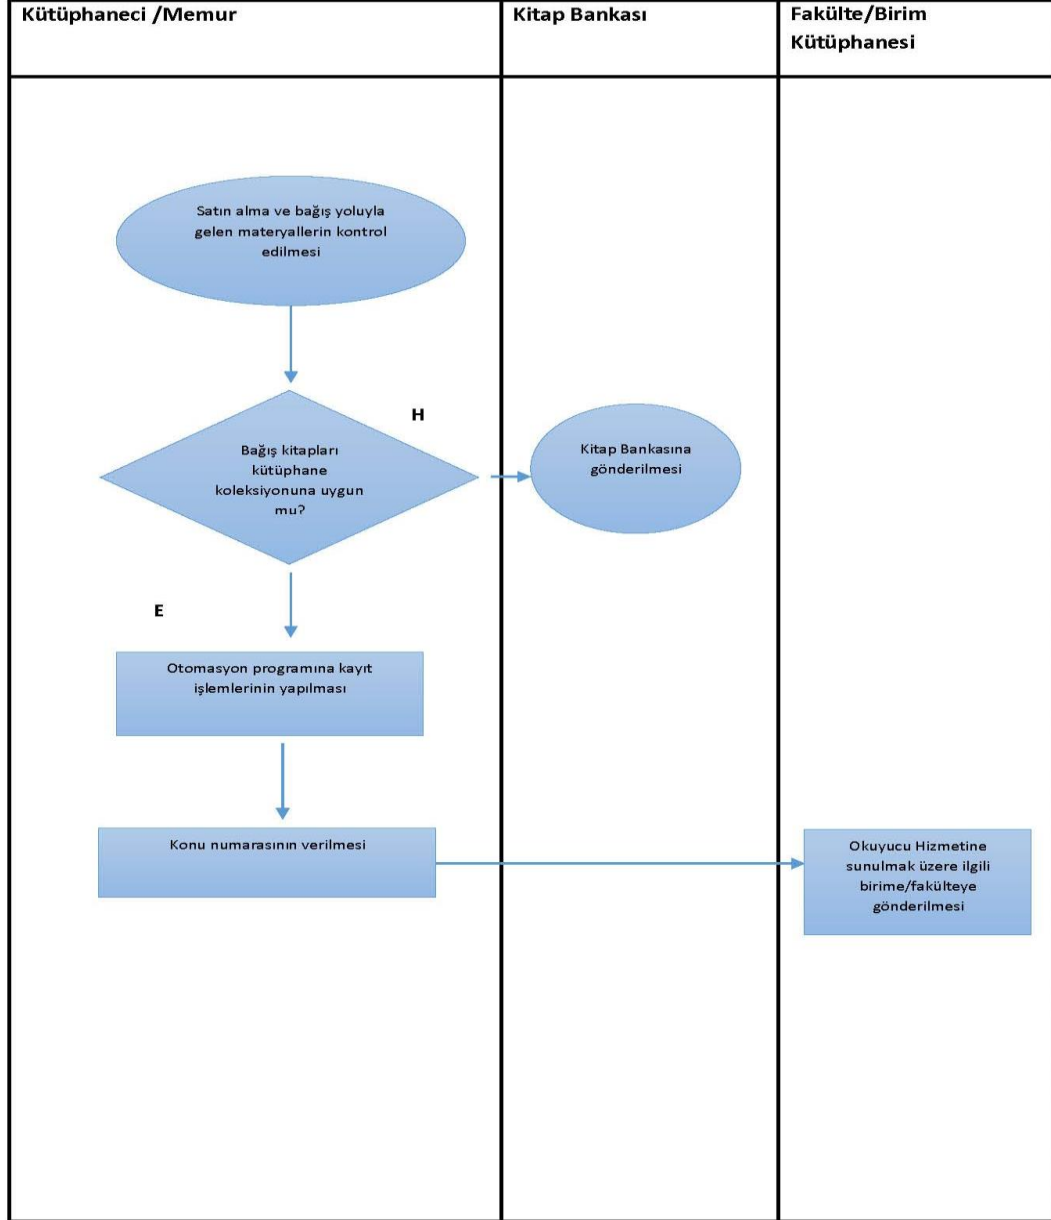 Kütüphaneci /Memur
Kitap Bankası
Fakülte/Birim
Kütüphanesi
Satın alma ve bağış yoluyla
gelen materyallerin kontrol
edilmesi
H
Bağış kitapları
kütüphane
koleksiyonuna uygun
mu?
Kitap Bankasına
gönderilmesi
E
Otomasyon programına kayıt
işlemlerinin yapılması
Konu numarasının verilmesi
Okuyucu Hizmetine
sunulmak üzere ilgili
birime/fakülteye
gönderilmesi